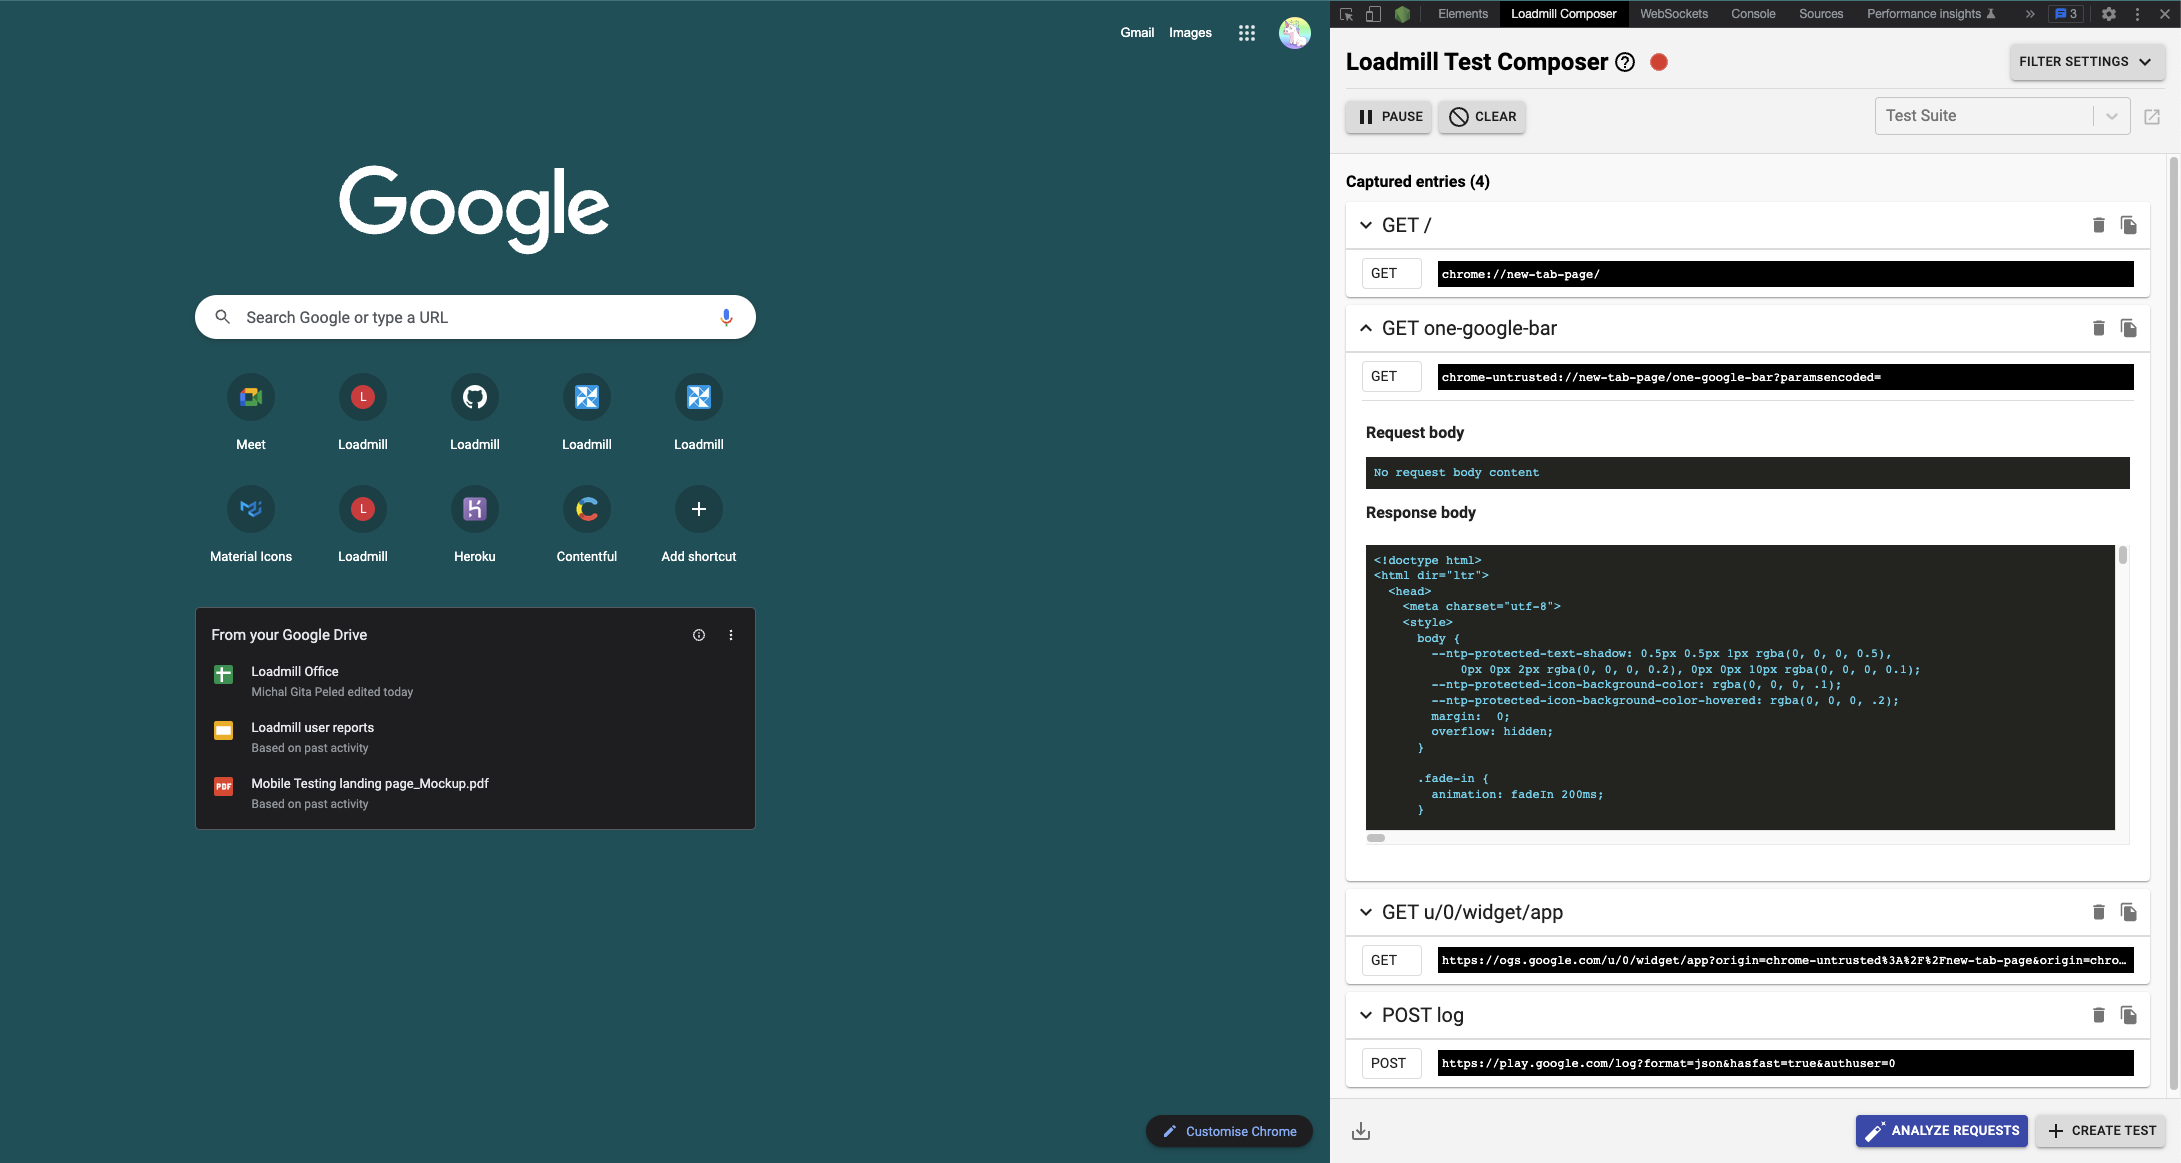 Gmail Images
Google
Search Google or type a URL
Meet
L
Loadmill
Loadmill
Loadmill
Loadmill
Material Icons
L
Loadmill
Heroku
Contentful
Add shortcut
From your Google Drive
Loadmill Office
Michal Gita Peled edited today
Loadmill user reports
Based on past activity
PDF
Mobile Testing landing page_Mockup.pdf
Based on past activity
Customise Chrome
Elements Loadmill Composer WebSockets Console Sources Performance insights 3
Loadmill Test Composer
FILTER SETTINGS
PAUSE CLEAR
Test Suite
Captured entries (4)
GET /
GET chrome://new-tab-page/
GET one-google-bar
GET chrome-untrusted://new-tab-page/one-google-bar?paramsencoded=
Request body
No request body content
Response body
<!doctype html>
<html dir="ltr">
<head>
<meta charset="utf-8">
<style>
body {
--ntp-protected-text-shadow: 0.5px 0.5px 1px rgba(0, 0, 0, 0.5),
0px 0px 2px rgba(0, 0, 0, 0.2), 0px 0px 10px rgba(0, 0, 0, 0.1);
--ntp-protected-icon-background-color: rgba(0, 0, 0, .1);
--ntp-protected-icon-background-color-hovered: rgba(0, 0, 0, .2);
margin:  0;
overflow: hidden;
}
.fade-in {
animation: fadeIn 200ms;
}
GET u/0/widget/app
GET https://ogs.google.com/u/0/widget/app?origin=chrome-untrusted%3A%2F%2Fnew-tab-page&origin=chro…
POST log
POST https://play.google.com/log?format=json&hasfast=true&authuser=0
ANALYZE REQUESTS
CREATE TEST